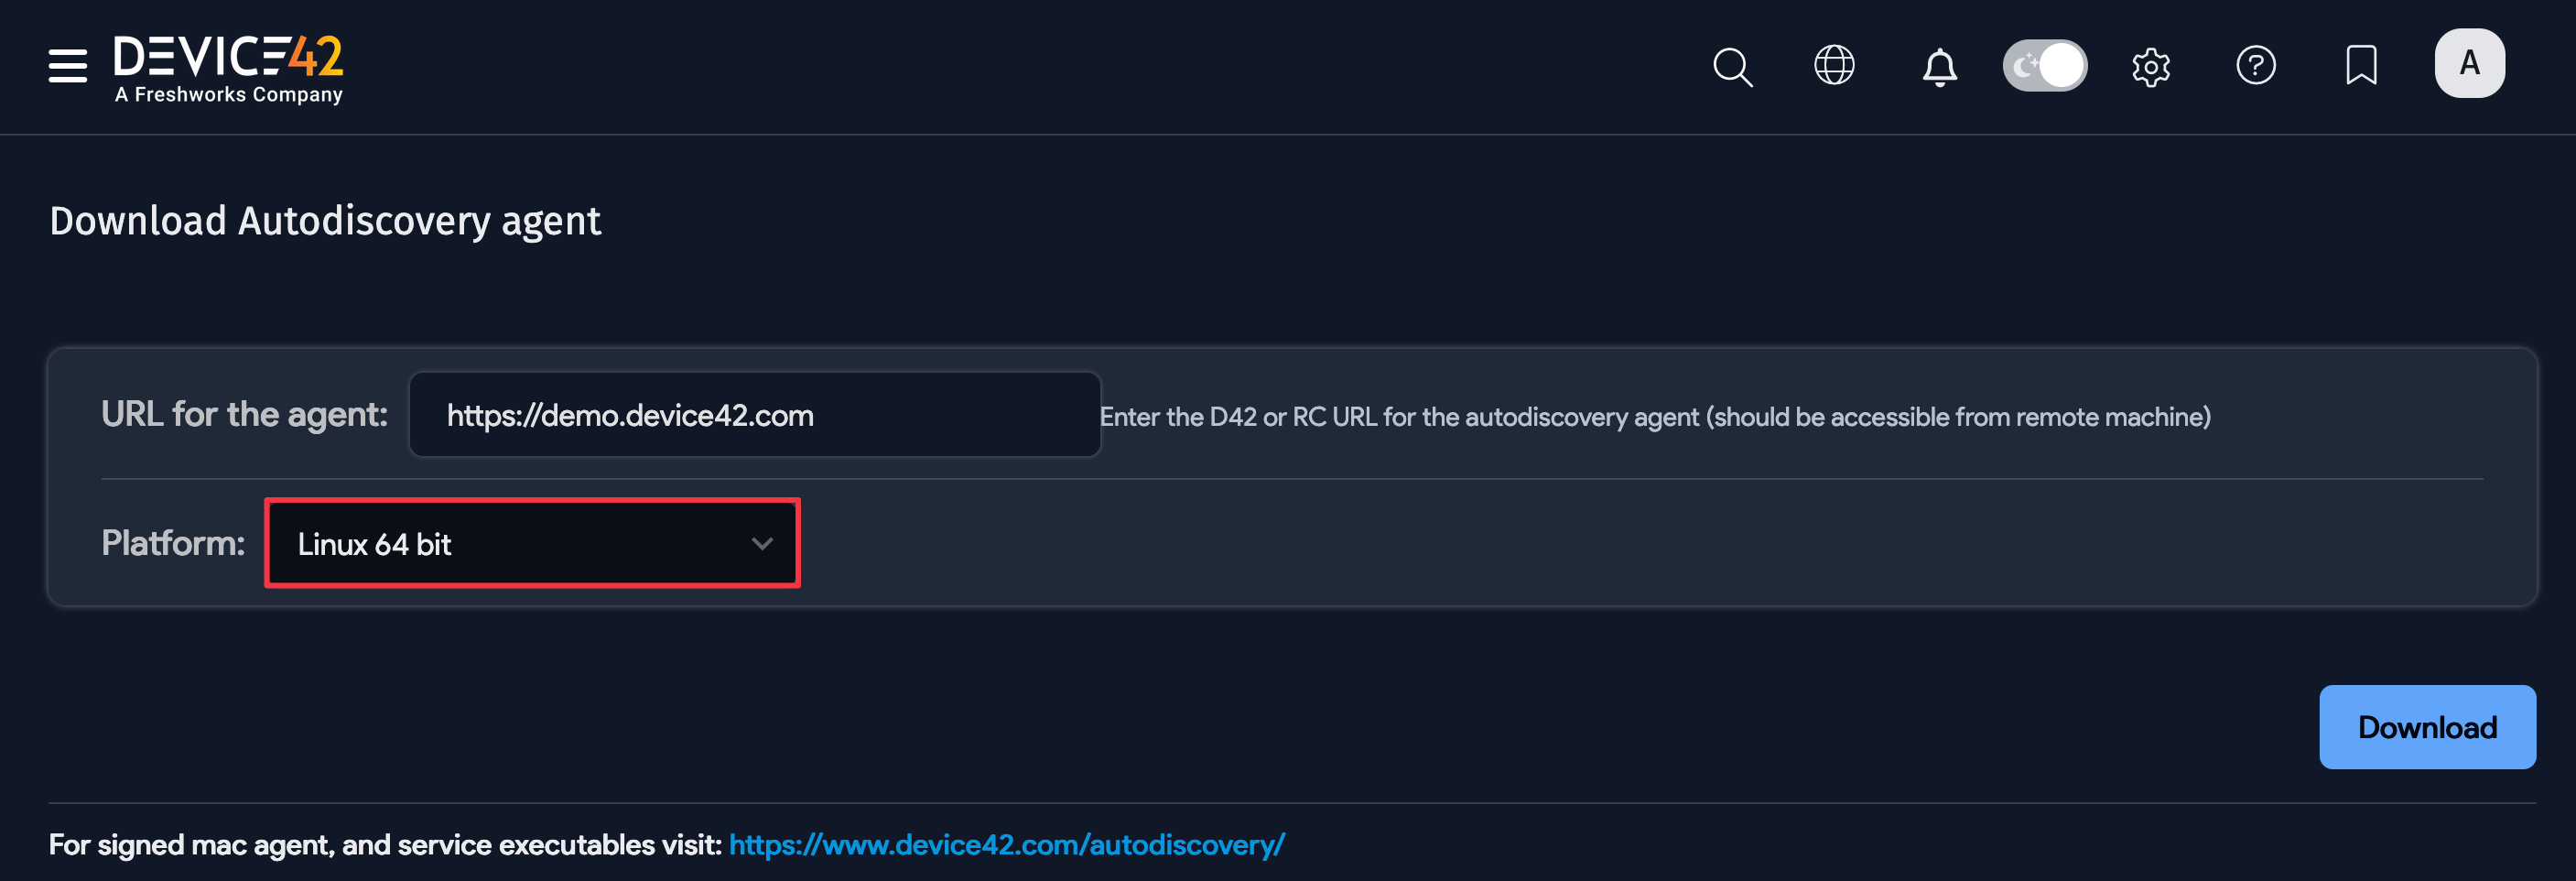 DEVICE42
A Freshworks Company
A
Download Autodiscovery agent
URL for the agent: https://demo.device42.com Enter the D42 or RC URL for the autodiscovery agent (should be accessible from remote machine)
Platform: Linux 64 bit
Download
For signed mac agent, and service executables visit: https://www.device42.com/autodiscovery/